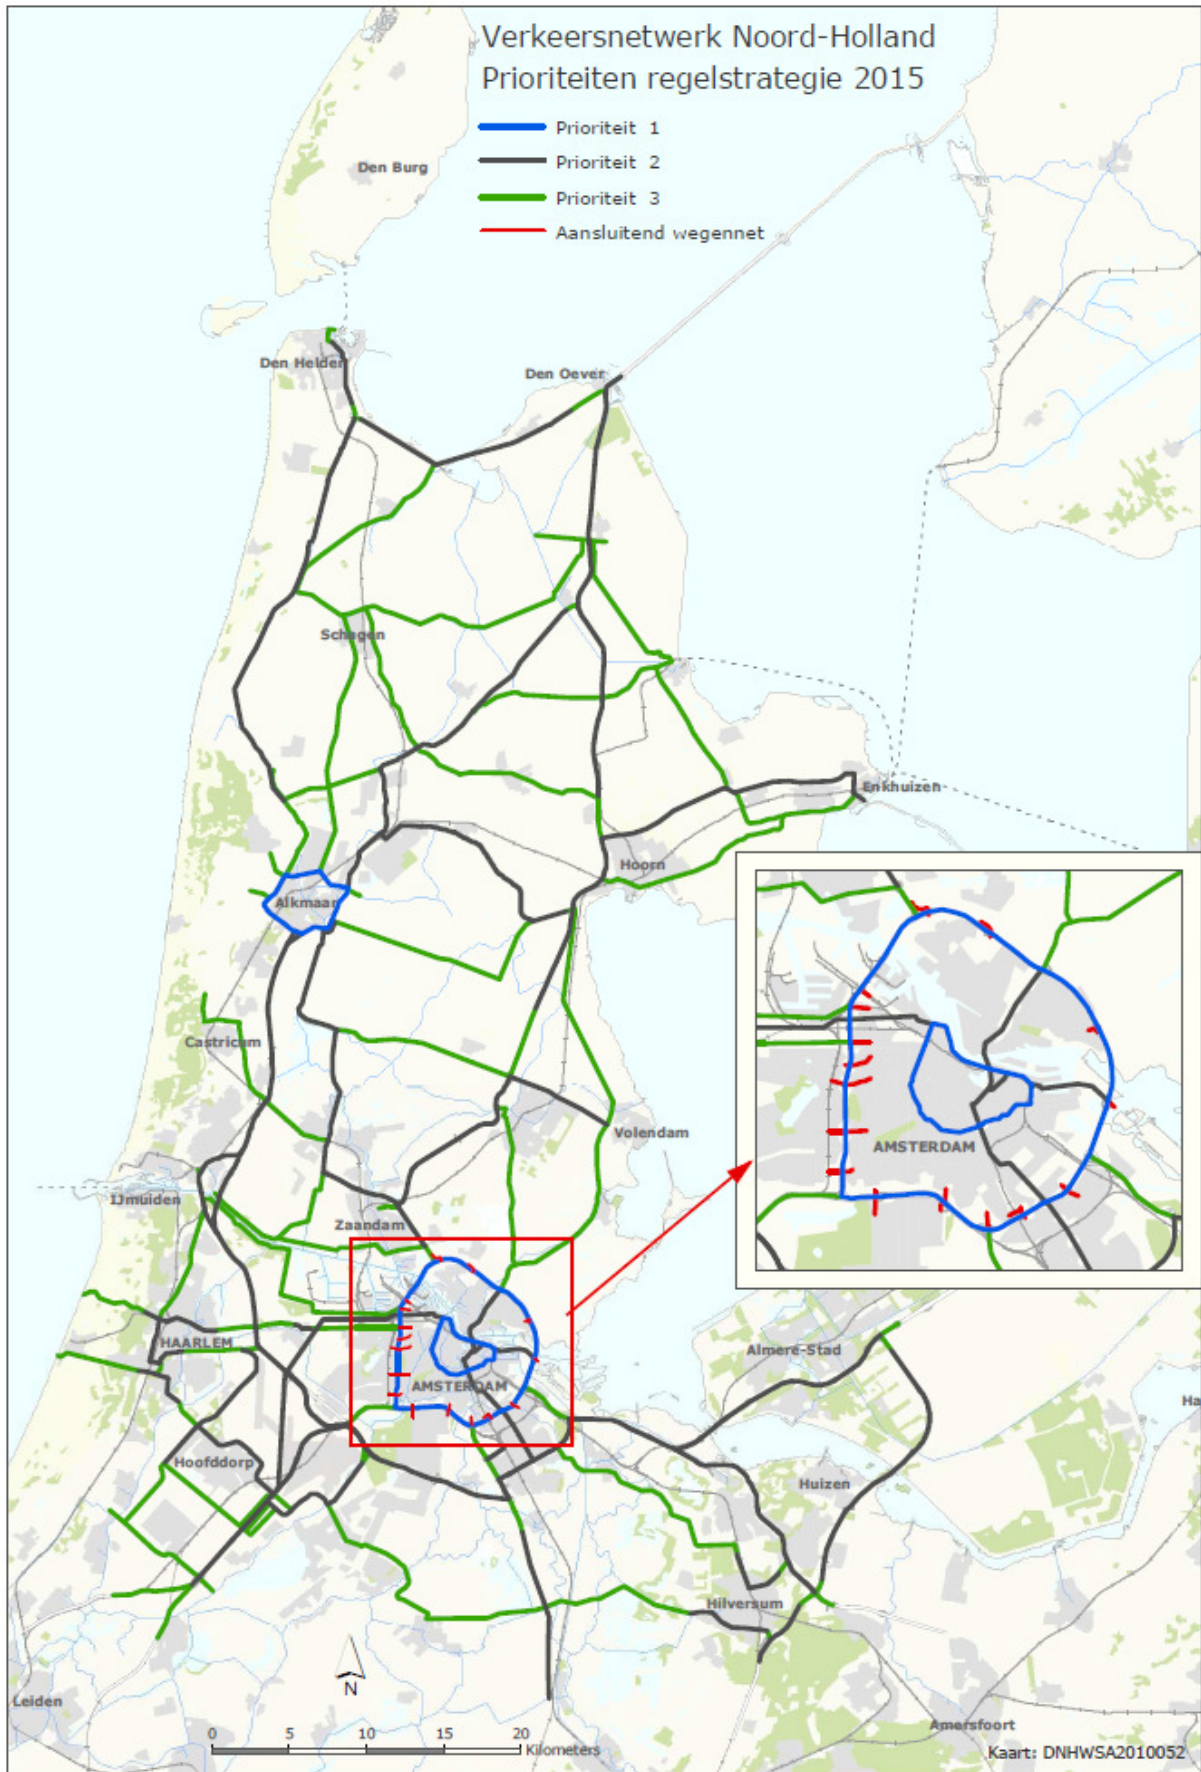 Verkeersnetwerk Noord-Holland
Prioriteiten regelstrategie 2015
Prioriteit 1
Prioriteit 2
Prioriteit 3
Aansluitend wegennet
Den Burg
Den Helder
Den Oever
Schagen
Enkhuizen
Hoorn
Alkmaar
Castricum
Volendam
IJmuiden
Zaandam
AMSTERDAM
HAARLEM
AMSTERDAM
Almere-Stad
Ha
Hoofddorp
Huizen
Hilversum
Leiden
Amersfoort
N
0 5 10 15 20
Kilometers
Kaart: DNHWSA2010052